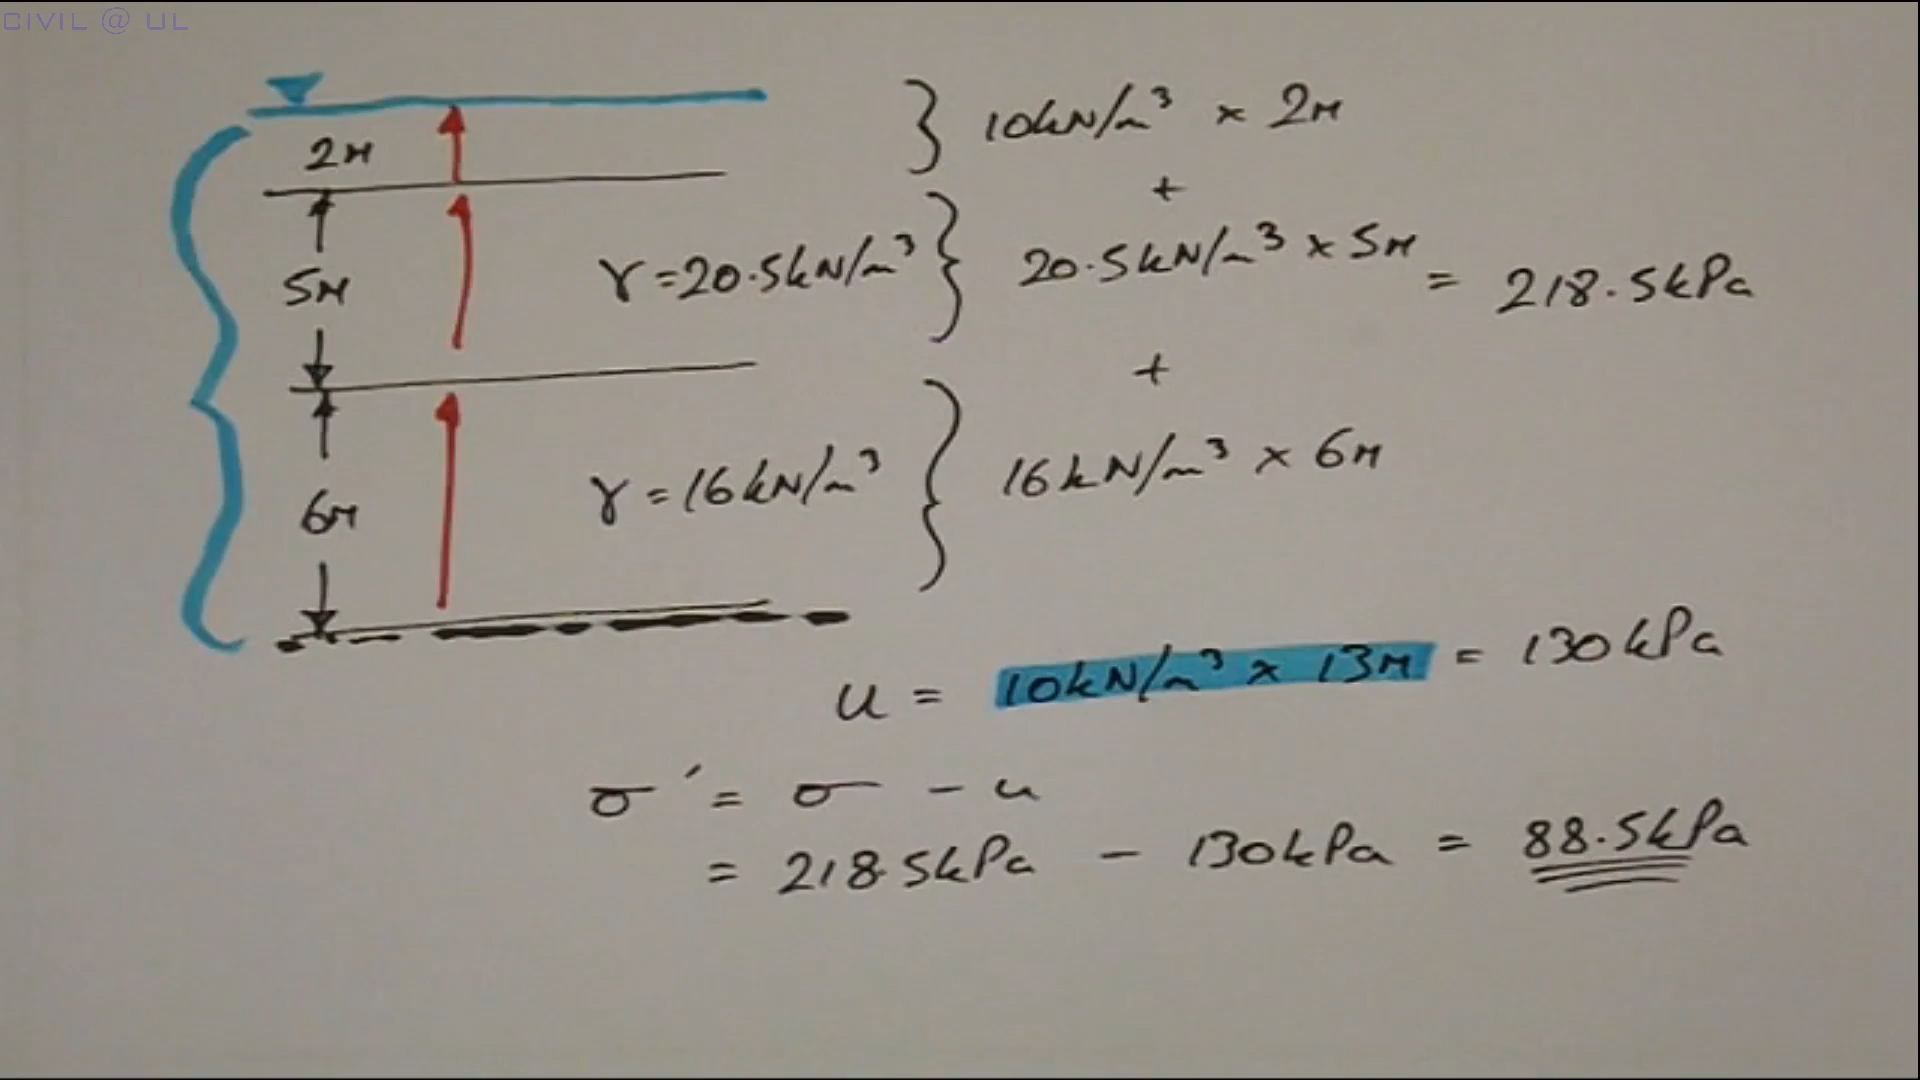 CIVIL @ UL
2M } 10kN/m³ × 2M
+
5M γ = 20.5kN/m³ } 20.5kN/m³ × 5M = 218.5kPa
+
6M γ = 16kN/m³ } 16kN/m³ × 6M
u = 10kN/m³ × 13M = 130kPa
σ′ = σ − u
= 218.5kPa − 130kPa = 88.5kPa